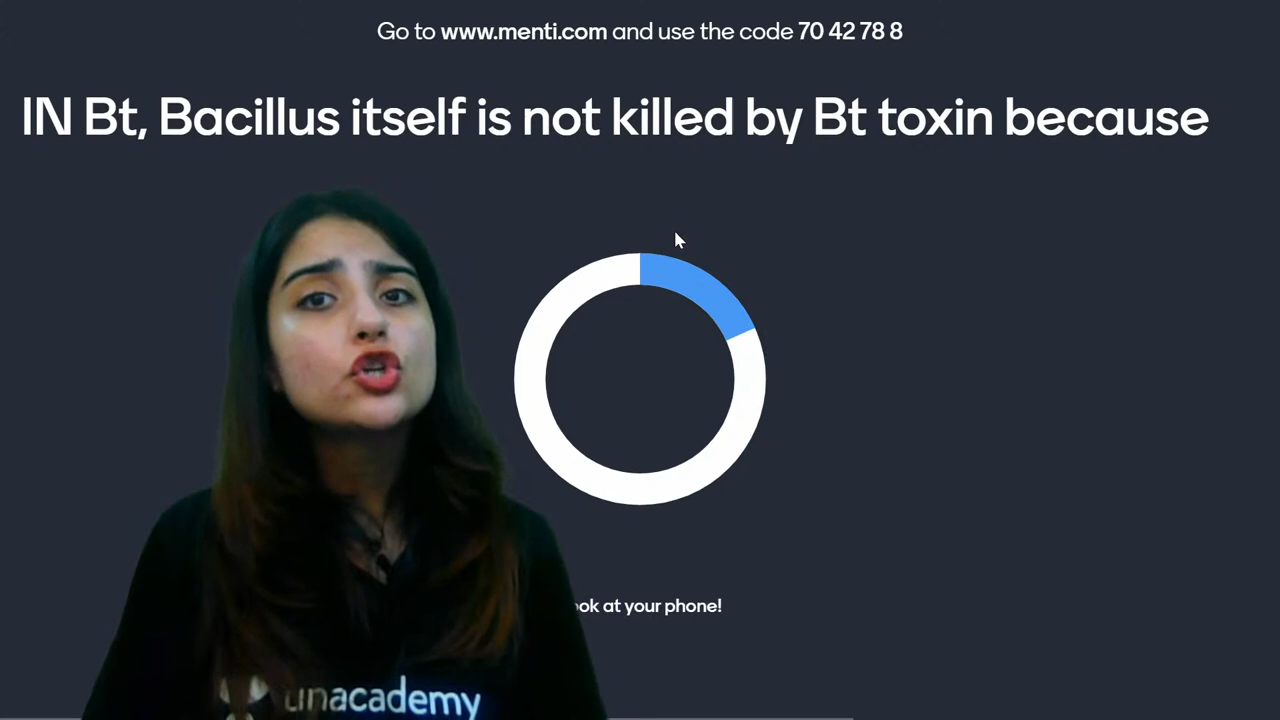 Go to www.menti.com and use the code 70 42 78 8
IN Bt, Bacillus itself is not killed by Bt toxin because
at your phone!
unacademy